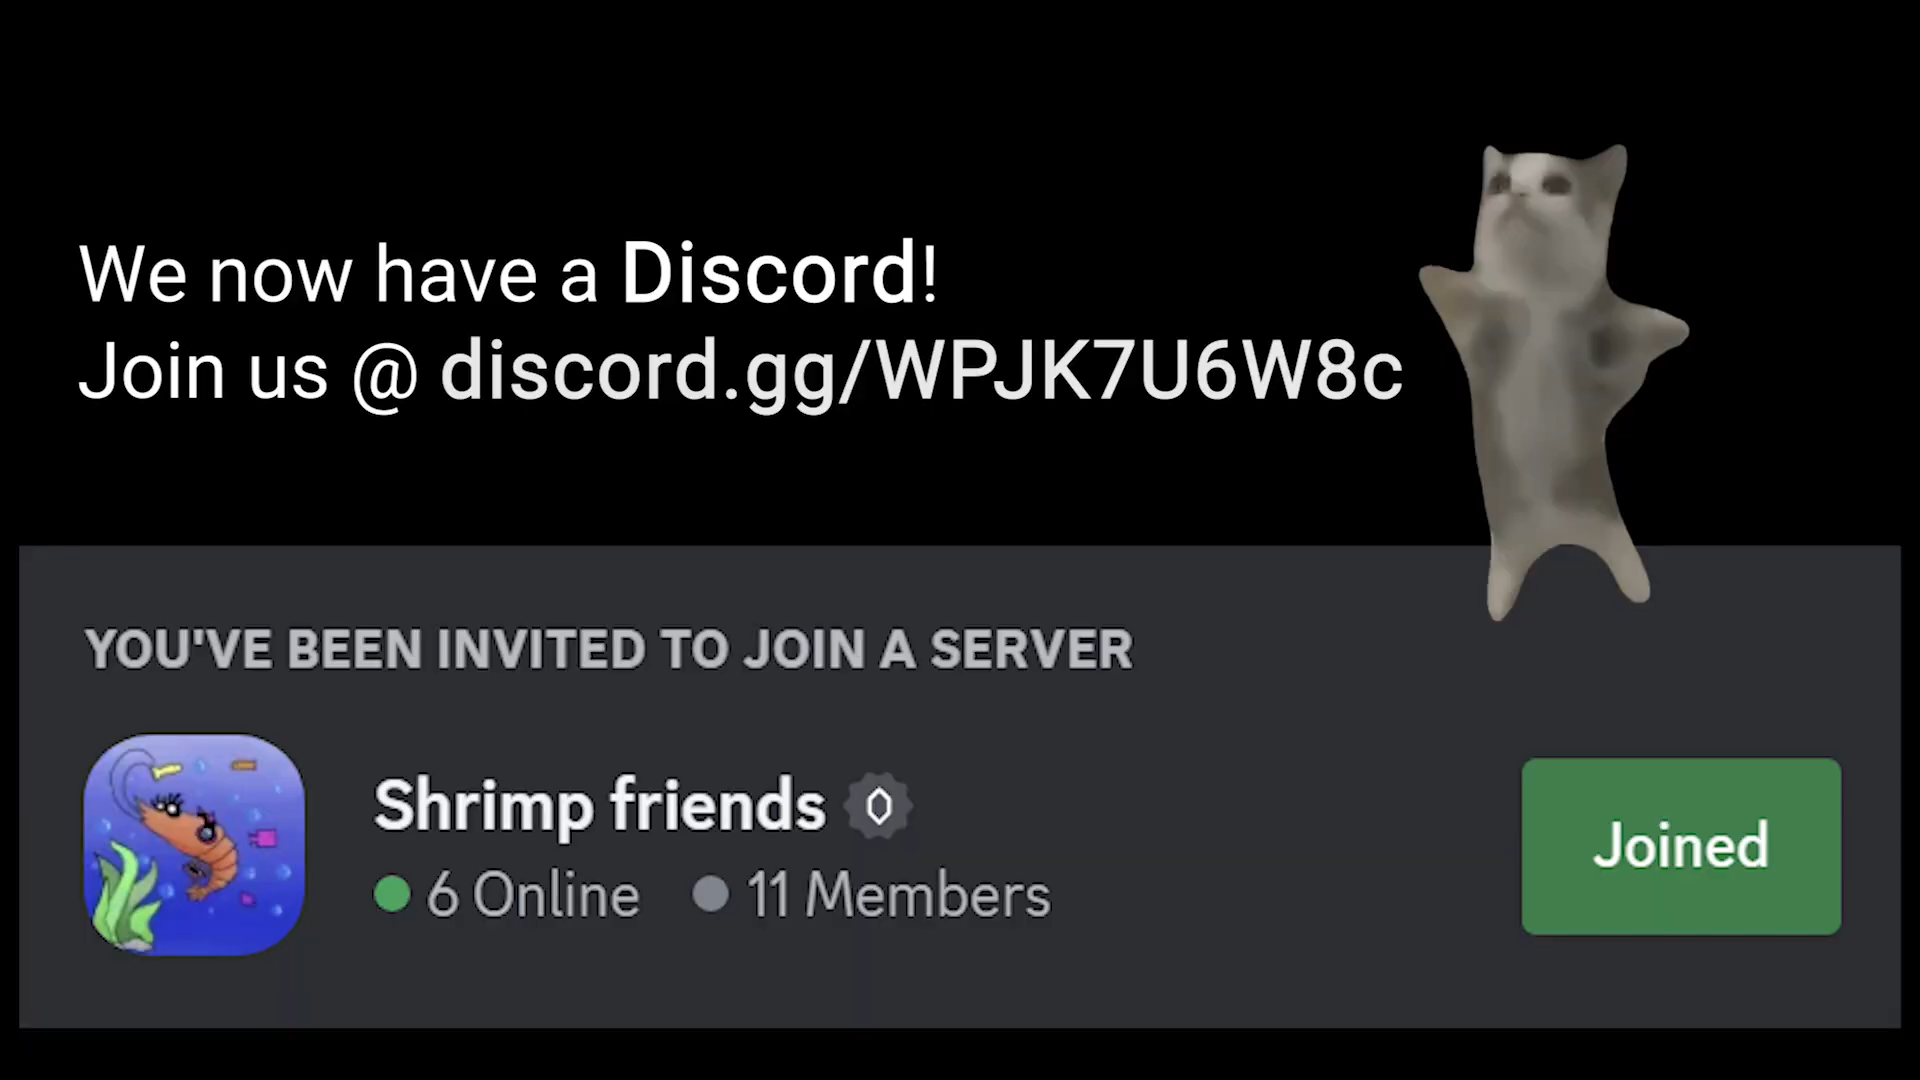 We now have a Discord!
Join us @ discord.gg/WPJK7U6W8c
YOU'VE BEEN INVITED TO JOIN A SERVER
Shrimp friends
6 Online 11 Members
Joined